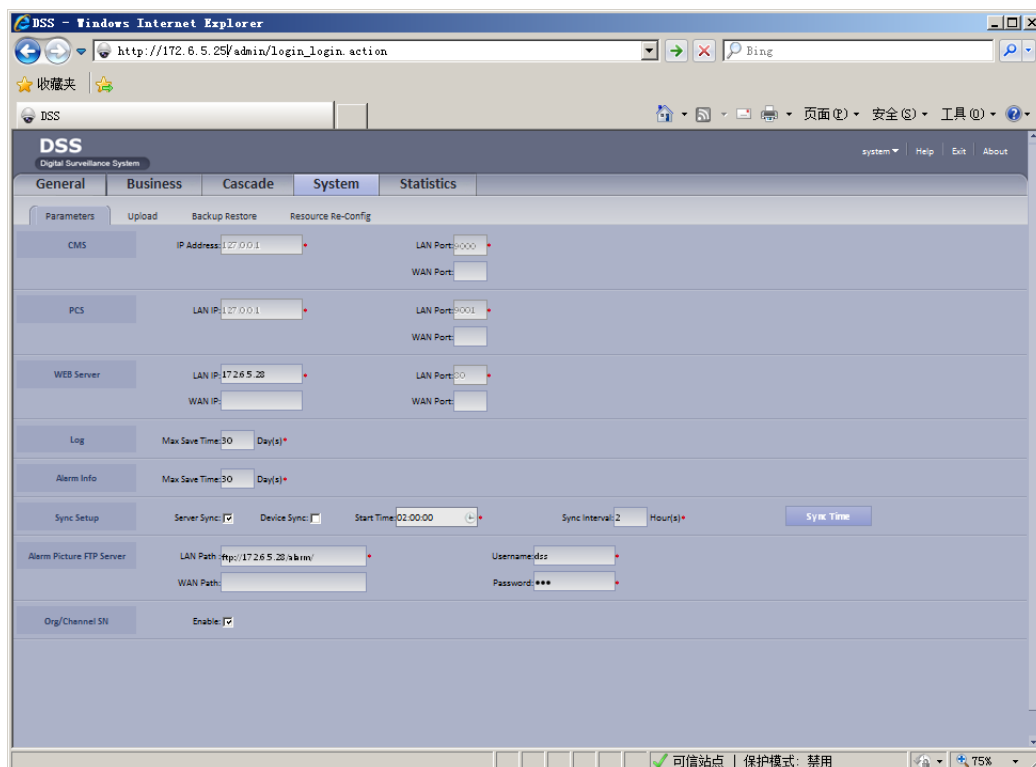 DSS - Windows Internet Explorer
http://172.6.5.25/admin/login_login.action
Bing
收藏夹
DSS
页面(P) 安全(S) 工具(O)
DSS
Digital Surveillance System
system Help Exit About
General Business Cascade System Statistics
Parameters Upload Backup Restore Resource Re-Config
CMS IP Address: 127.0.0.1 * LAN Port: 9000 *
WAN Port:
PCS LAN IP: 127.0.0.1 * LAN Port: 9001 *
WAN Port:
WEB Server LAN IP: 172.6.5.28 * LAN Port: 80 *
WAN IP: WAN Port:
Log Max Save Time: 30 Day(s)*
Alarm Info Max Save Time: 30 Day(s)*
Sync Setup Server Sync: Device Sync: Start Time: 02:00:00 * Sync Interval: 2 Hour(s)* Sync Time
Alarm Picture FTP Server LAN Path: ftp://172.6.5.28/alarm/ * Username: dss *
WAN Path: Password: ●●● *
Org/Channel SN Enable:
可信站点 | 保护模式: 禁用 75%